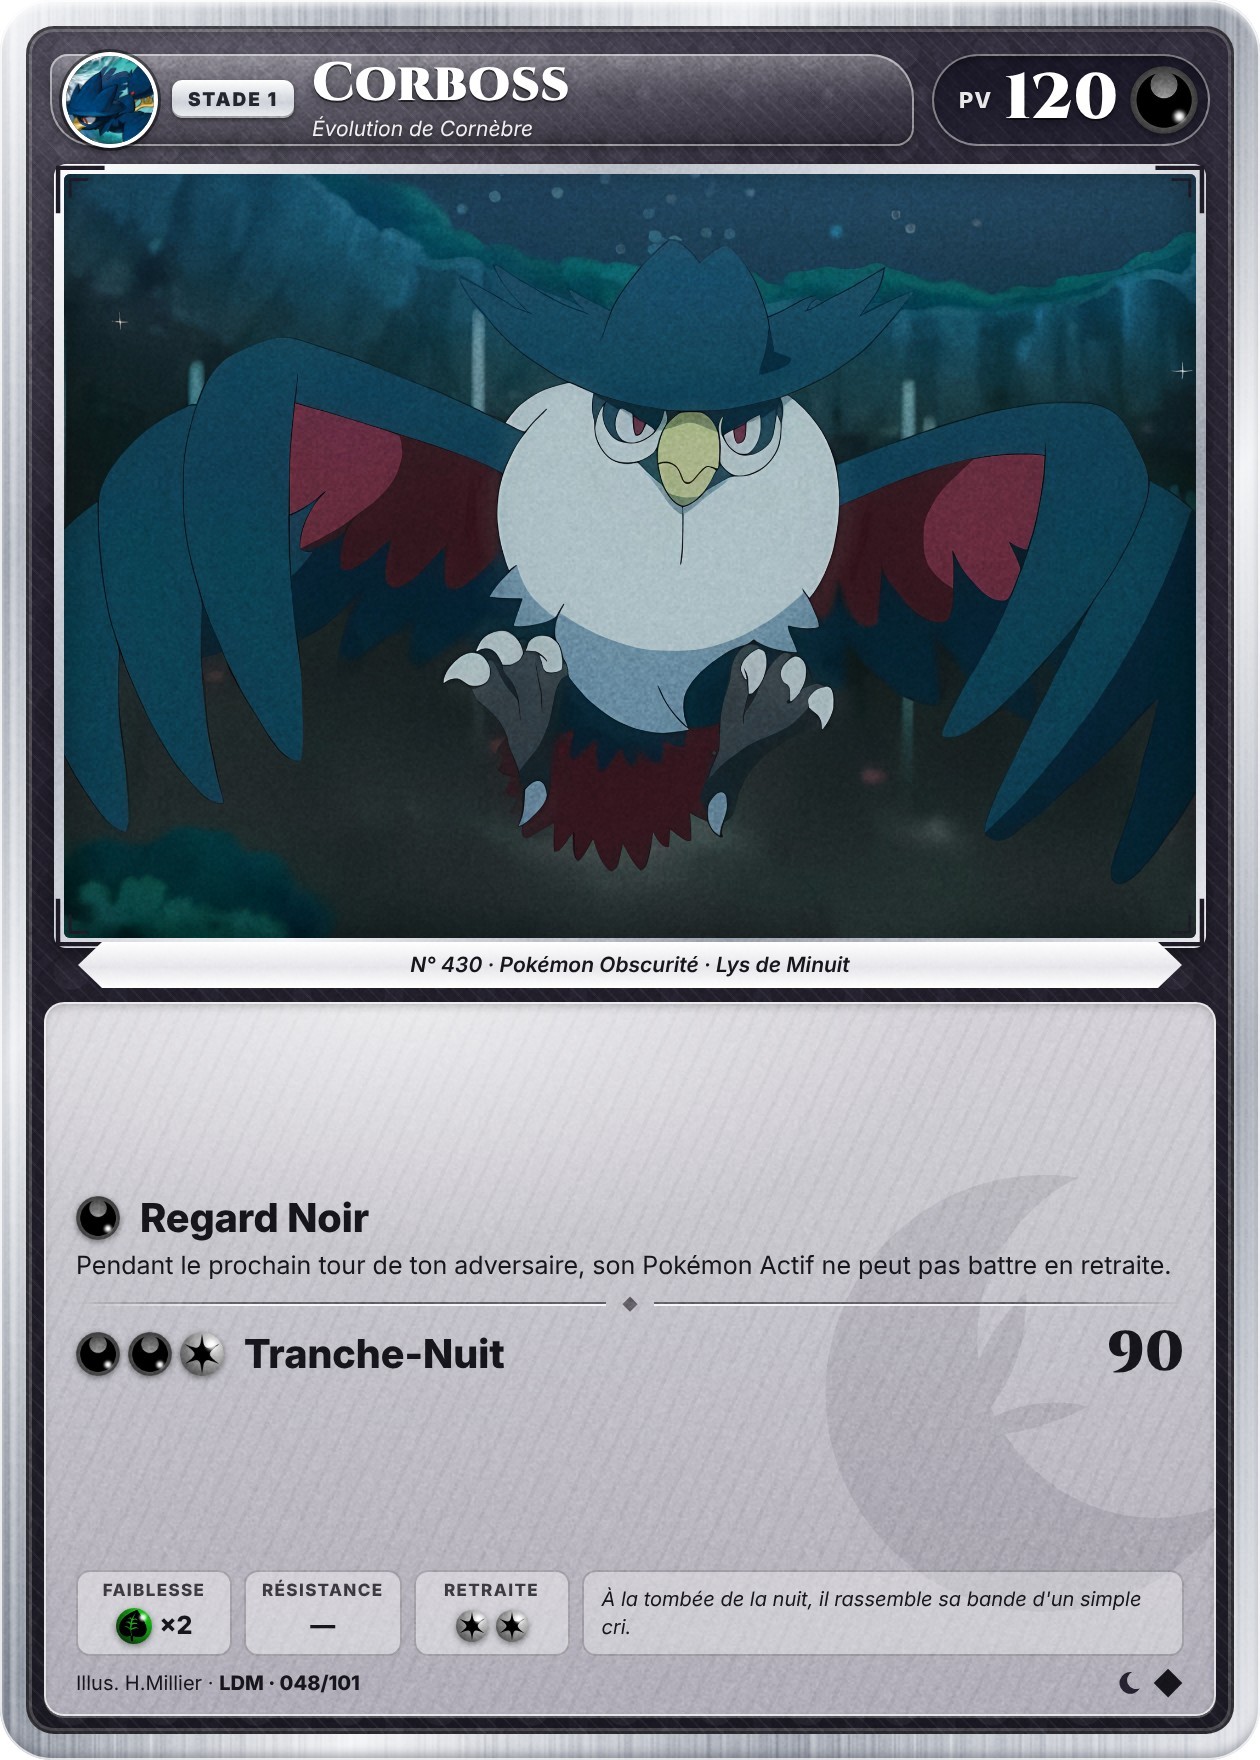 STADE 1
Corboss
Évolution de Cornèbre
PV 120
N° 430 · Pokémon Obscurité · Lys de Minuit
Regard Noir
Pendant le prochain tour de ton adversaire, son Pokémon Actif ne peut pas battre en retraite.
Tranche-Nuit 90
FAIBLESSE
×2
RÉSISTANCE
—
RETRAITE
À la tombée de la nuit, il rassemble sa bande d'un simple
cri.
Illus. H.Millier · LDM · 048/101